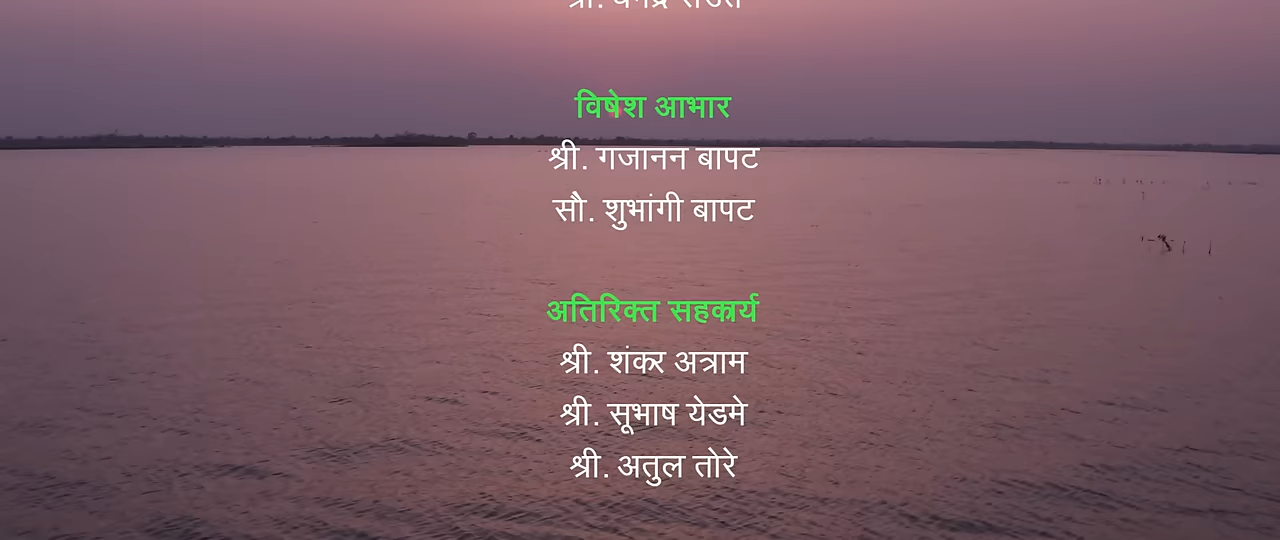 श्री.
विषेश आभार
श्री. गजानन बापट
सौ. शुभांगी बापट
अतिरिक्त सहकार्य
श्री. शंकर अत्राम
श्री. सूभाष येडमे
श्री. अतुल तोरे